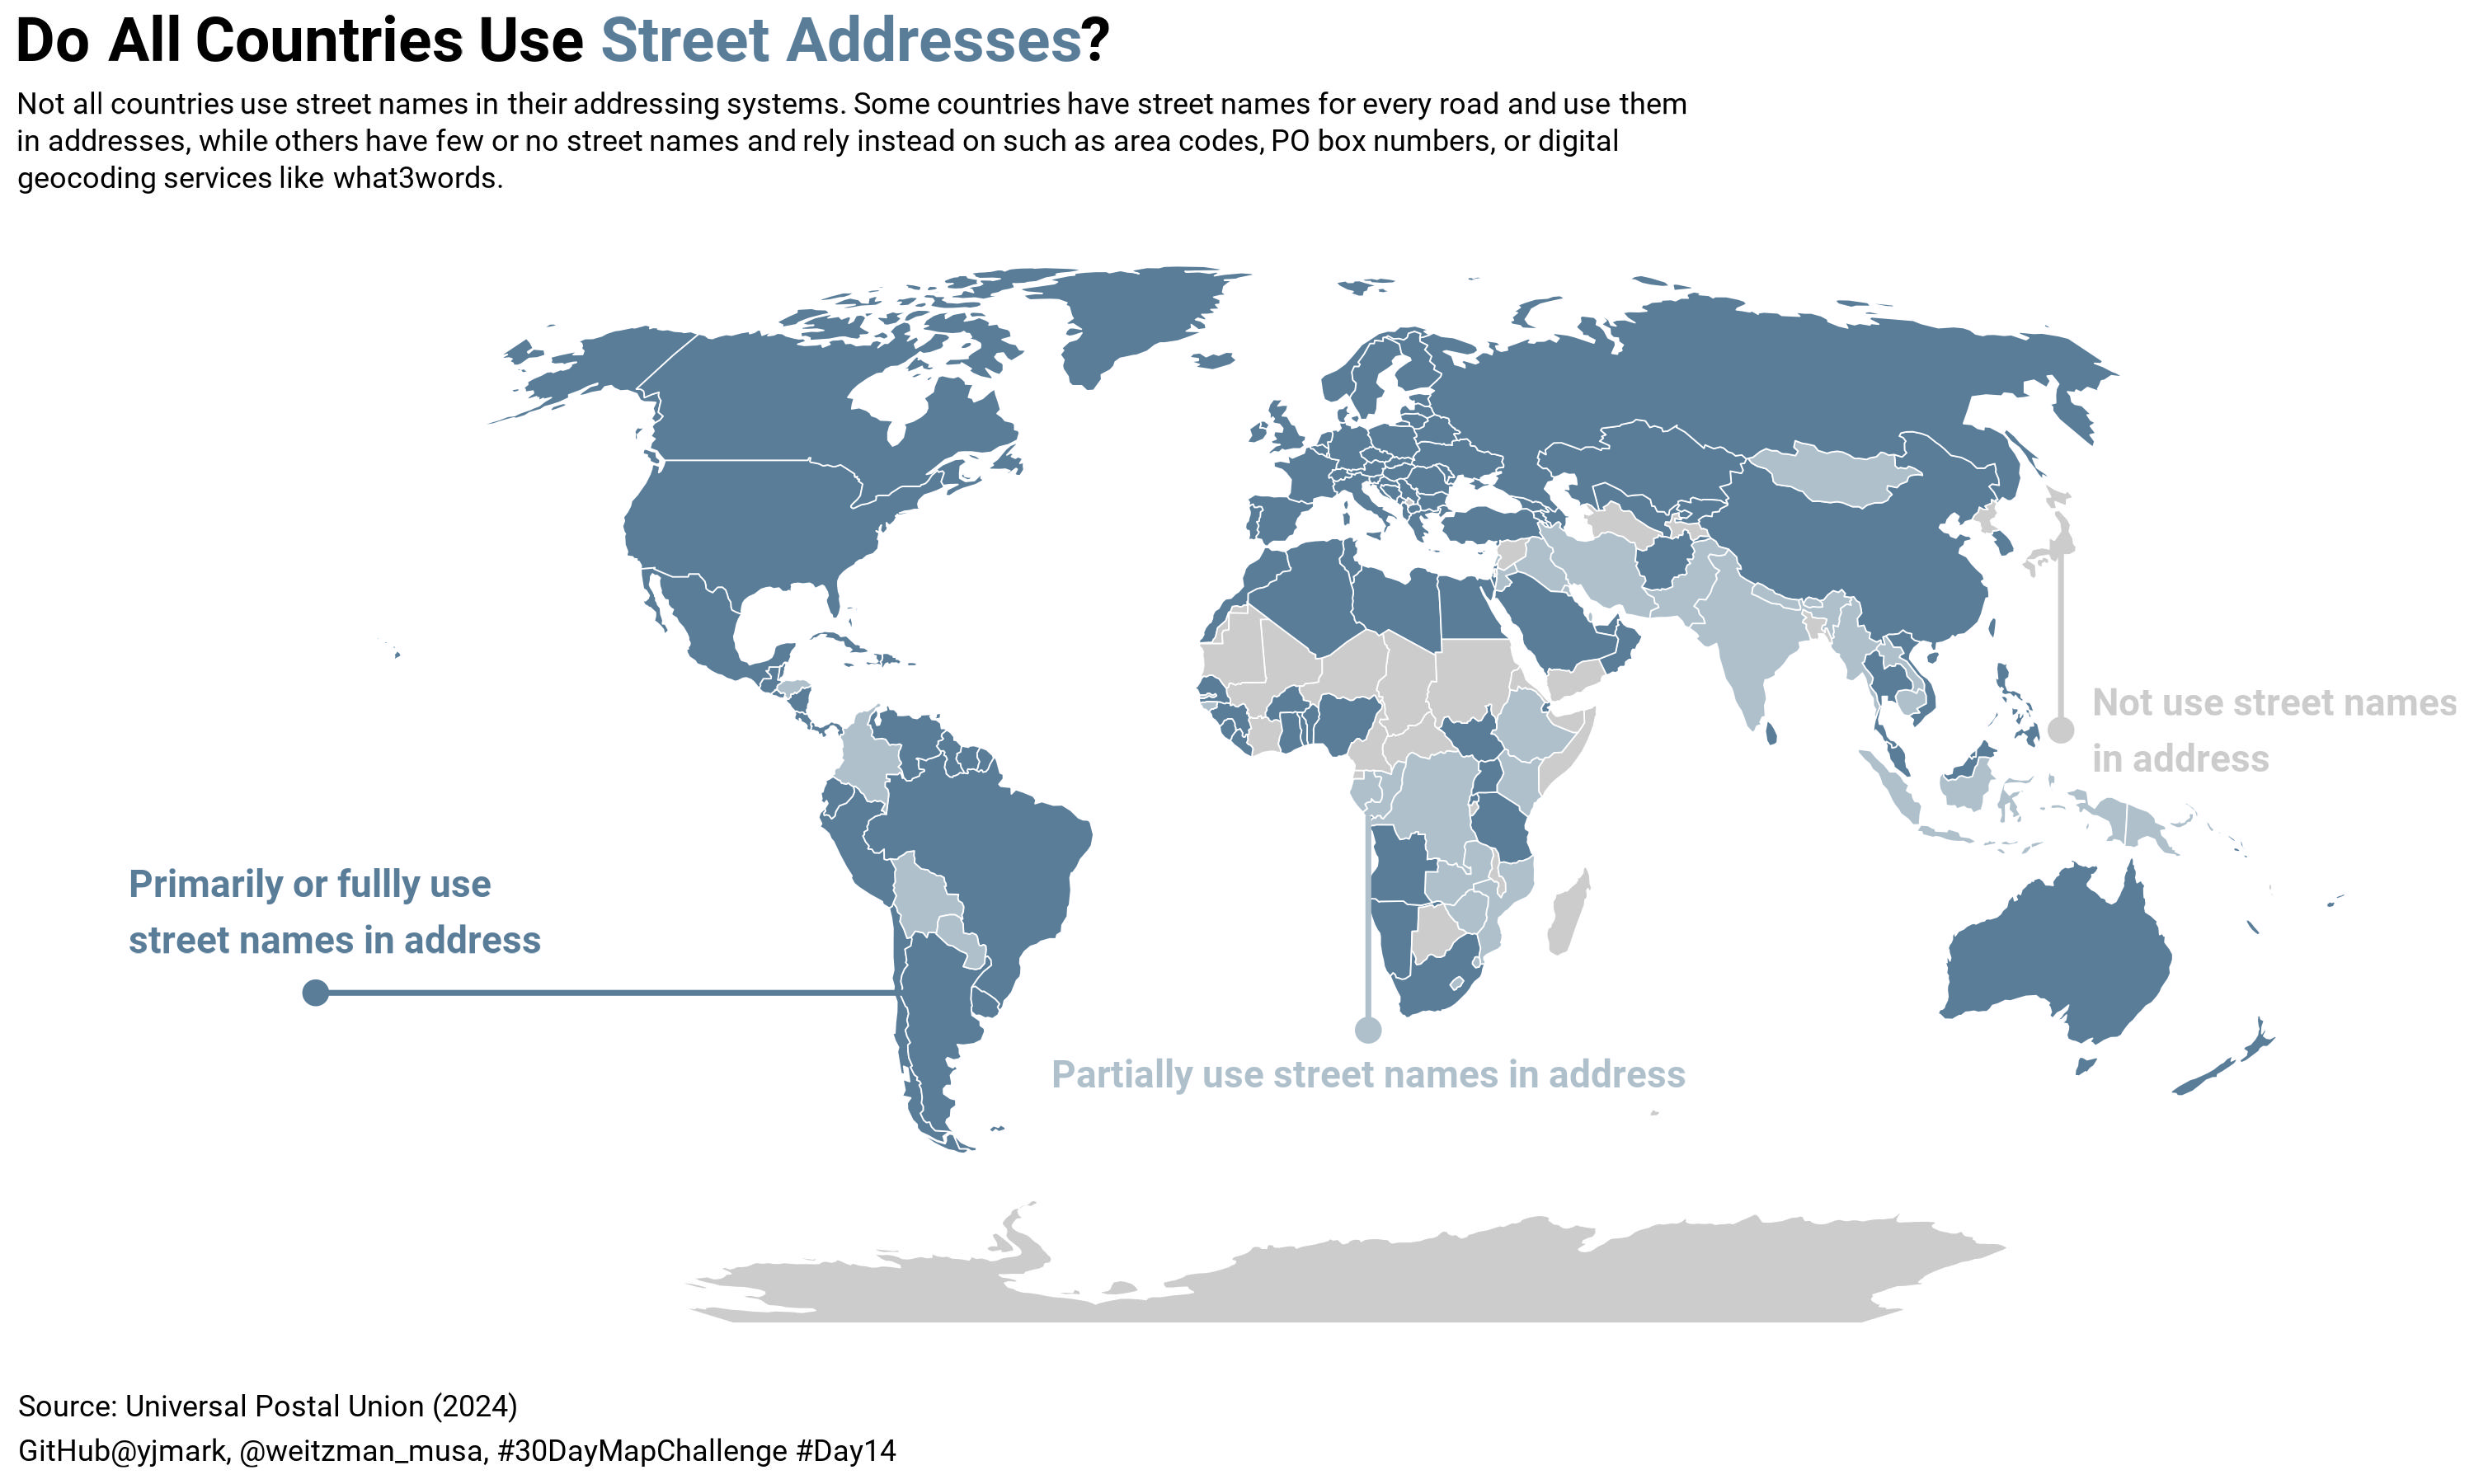 Do All Countries Use Street Addresses?
Not all countries use street names in their addressing systems. Some countries have street names for every road and use them
in addresses, while others have few or no street names and rely instead on such as area codes, PO box numbers, or digital
geocoding services like what3words.
Not use street names
in address
Primarily or fullly use
street names in address
Partially use street names in address
Source: Universal Postal Union (2024)
GitHub@yjmark, @weitzman_musa, #30DayMapChallenge #Day14